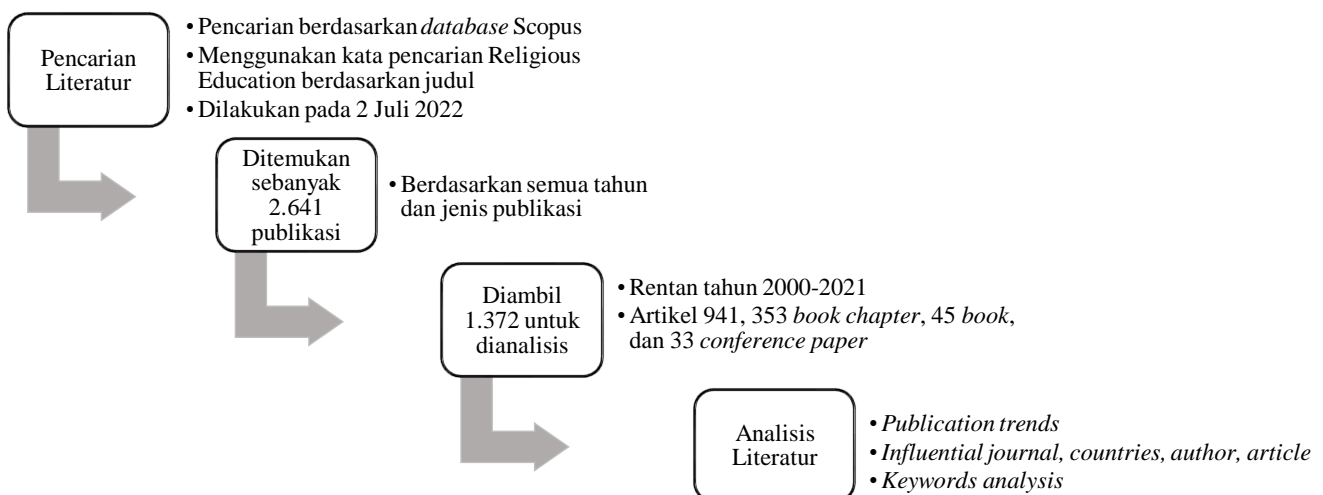 Pencarian
Literatur
• Pencarian berdasarkan database Scopus
• Menggunakan kata pencarian Religious
Education berdasarkan judul
• Dilakukan pada 2 Juli 2022
Ditemukan
sebanyak
2.641
publikasi
• Berdasarkan semua tahun
dan jenis publikasi
Diambil
1.372 untuk
dianalisis
• Rentan tahun 2000-2021
• Artikel 941, 353 book chapter, 45 book,
dan 33 conference paper
Analisis
Literatur
• Publication trends
• Influential journal, countries, author, article
• Keywords analysis